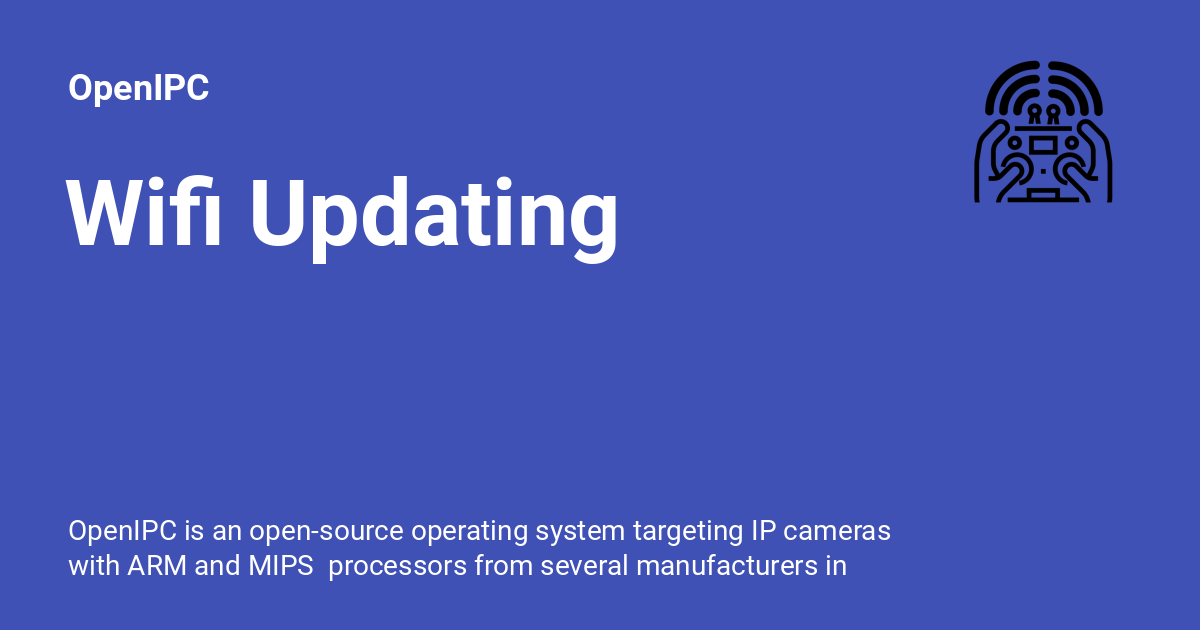 OpenIPC
Wifi Updating
OpenIPC is an open-source operating system targeting IP cameras
with ARM and MIPS  processors from several manufacturers in